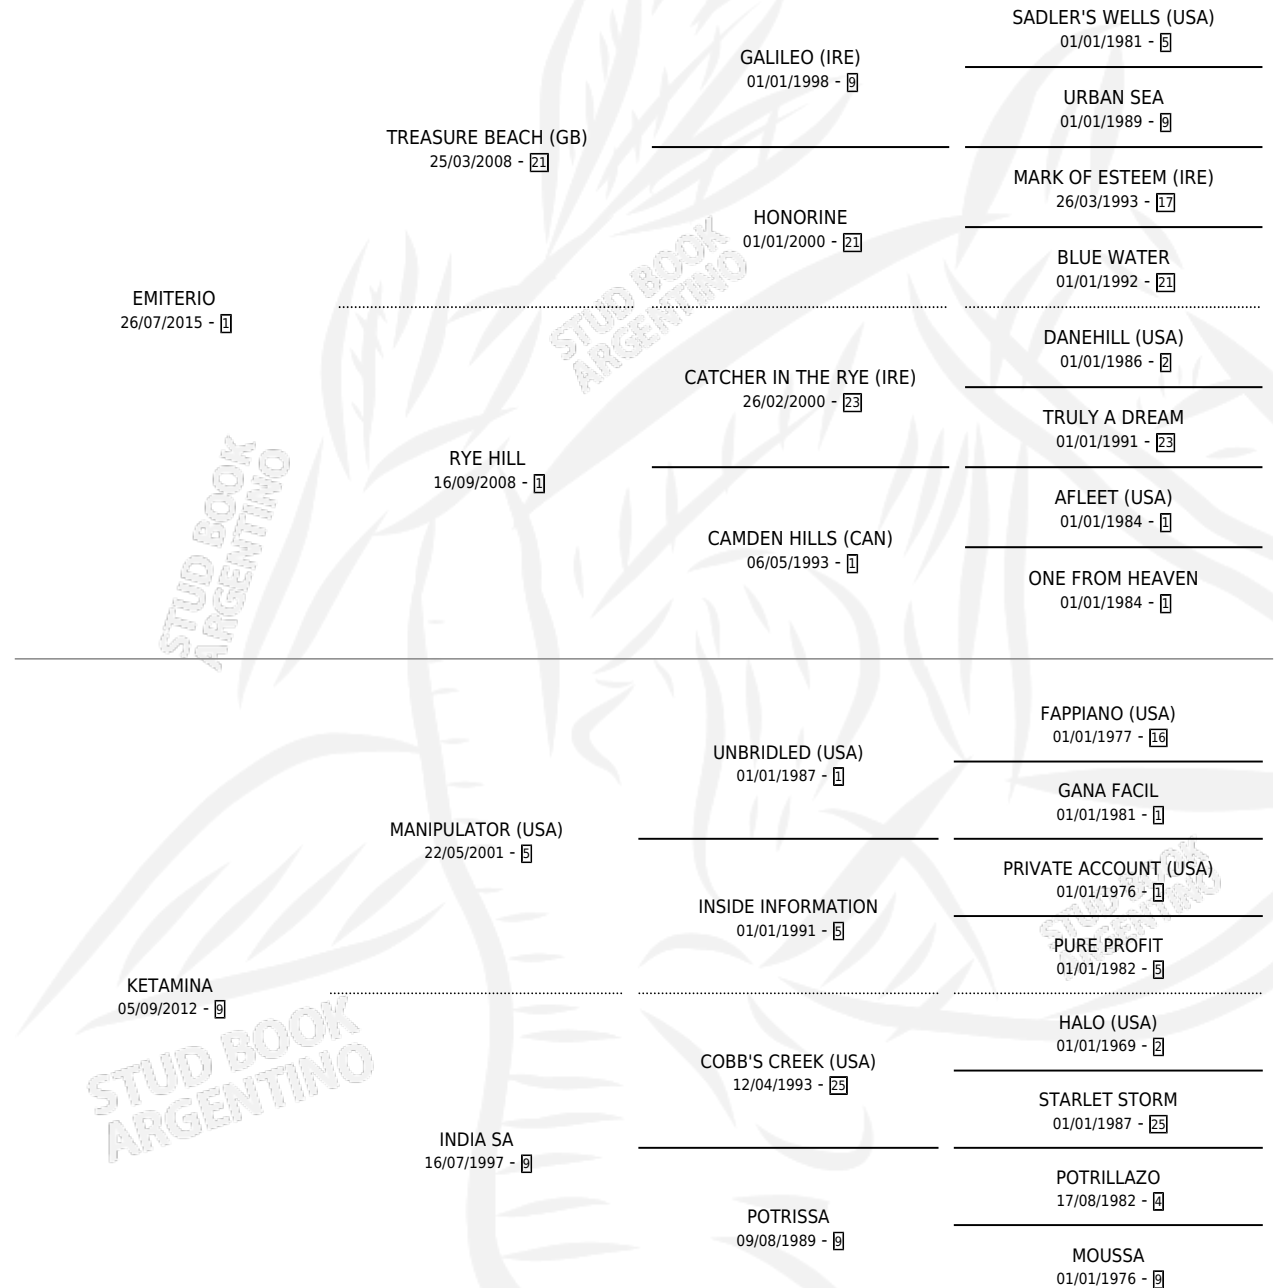 SADLER'S WELLS (USA)
01/01/1981 - 5
GALILEO (IRE)
01/01/1998 - 9
URBAN SEA
01/01/1989 - 9
TREASURE BEACH (GB)
25/03/2008 - 21
MARK OF ESTEEM (IRE)
26/03/1993 - 17
HONORINE
01/01/2000 - 21
BLUE WATER
01/01/1992 - 21
EMITERIO
26/07/2015 - 1
DANEHILL (USA)
01/01/1986 - 2
CATCHER IN THE RYE (IRE)
26/02/2000 - 23
TRULY A DREAM
01/01/1991 - 23
RYE HILL
16/09/2008 - 1
AFLEET (USA)
01/01/1984 - 1
CAMDEN HILLS (CAN)
06/05/1993 - 1
ONE FROM HEAVEN
01/01/1984 - 1
STUD BOOK
ARGENTINO
STUD BOOK
ARGENTINO
FAPPIANO (USA)
01/01/1977 - 16
UNBRIDLED (USA)
01/01/1987 - 1
GANA FACIL
01/01/1981 - 1
MANIPULATOR (USA)
22/05/2001 - 5
PRIVATE ACCOUNT (USA)
01/01/1976 - 1
INSIDE INFORMATION
01/01/1991 - 5
PURE PROFIT
01/01/1982 - 5
STUD BOOK
ARGENTINO
KETAMINA
05/09/2012 - 9
HALO (USA)
01/01/1969 - 2
COBB'S CREEK (USA)
12/04/1993 - 25
STARLET STORM
01/01/1987 - 25
STUD BOOK
ARGENTINO
INDIA SA
16/07/1997 - 9
POTRILLAZO
17/08/1982 - 4
POTRISSA
09/08/1989 - 9
MOUSSA
01/01/1976 - 9